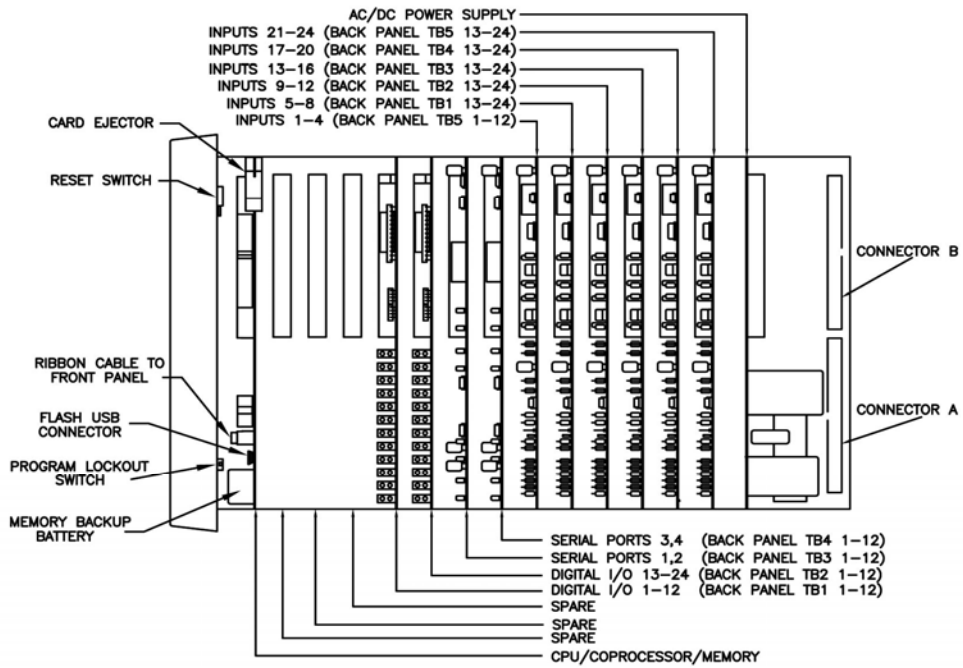 AC/DC POWER SUPPLY
INPUTS 21-24 (BACK PANEL TB5 13-24)
INPUTS 17-20 (BACK PANEL TB4 13-24)
INPUTS 13-16 (BACK PANEL TB3 13-24)
INPUTS 9-12 (BACK PANEL TB2 13-24)
INPUTS 5-8 (BACK PANEL TB1 13-24)
INPUTS 1-4 (BACK PANEL TB5 1-12)
CARD EJECTOR
RESET SWITCH
RIBBON CABLE TO
FRONT PANEL
FLASH USB
CONNECTOR
PROGRAM LOCKOUT
SWITCH
MEMORY BACKUP
BATTERY
CONNECTOR B
CONNECTOR A
SERIAL PORTS 3,4 (BACK PANEL TB4 1-12)
SERIAL PORTS 1,2 (BACK PANEL TB3 1-12)
DIGITAL I/O 13-24 (BACK PANEL TB2 1-12)
DIGITAL I/O 1-12 (BACK PANEL TB1 1-12)
SPARE
SPARE
SPARE
CPU/COPROCESSOR/MEMORY